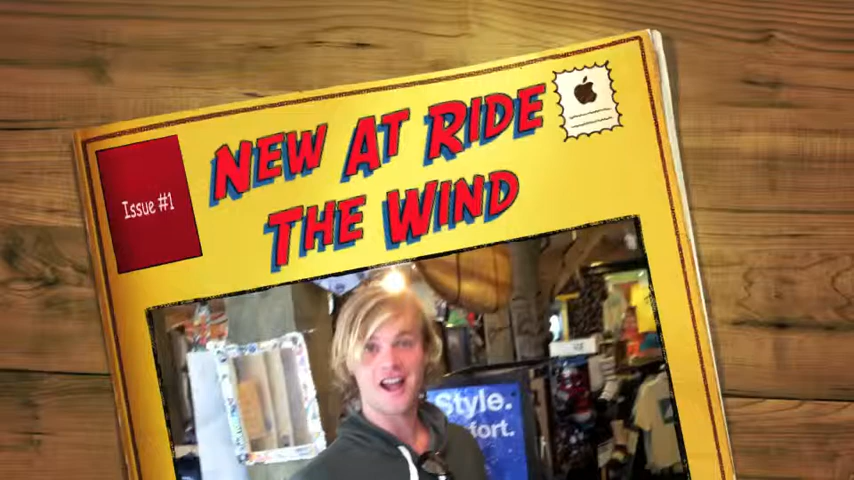 Issue #1
NEW AT RIDE
THE WIND
Style.
fort.